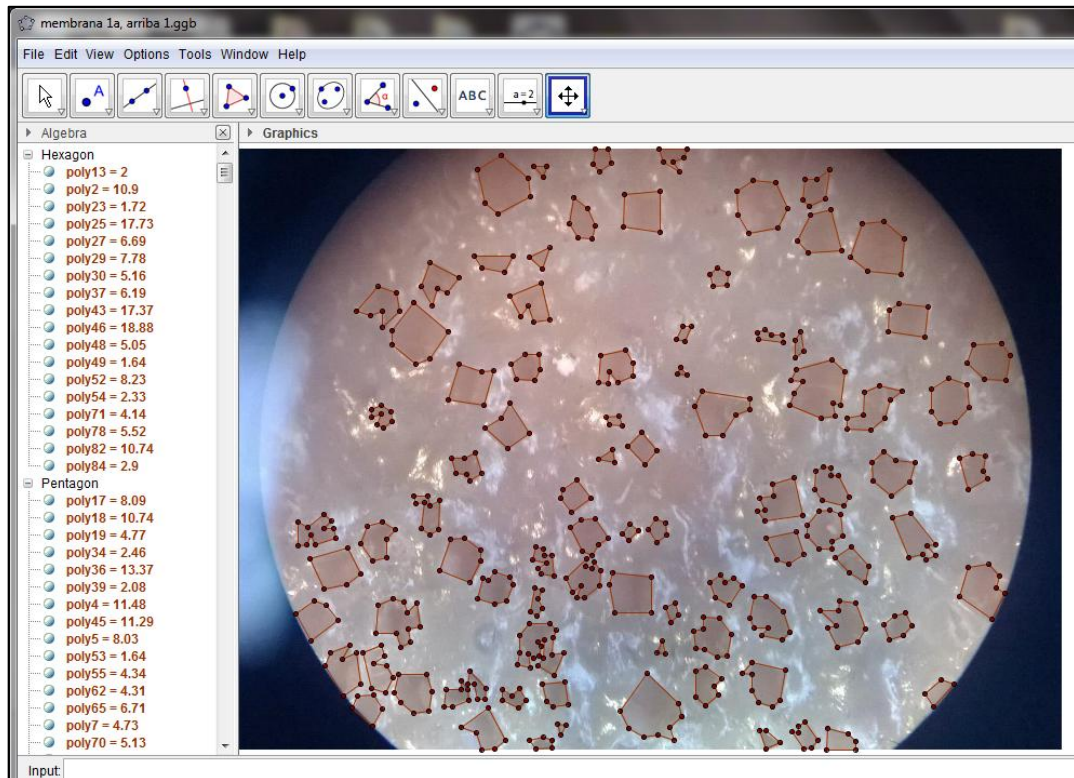 membrana 1a, arriba 1.ggb
File Edit View Options Tools Window Help
ABC
a=2
α
A
Algebra
Graphics
Hexagon
poly13 = 2
poly2 = 10.9
poly23 = 1.72
poly25 = 17.73
poly27 = 6.69
poly29 = 7.78
poly30 = 5.16
poly37 = 6.19
poly43 = 17.37
poly46 = 18.88
poly48 = 5.05
poly49 = 1.64
poly52 = 8.23
poly54 = 2.33
poly71 = 4.14
poly78 = 5.52
poly82 = 10.74
poly84 = 2.9
Pentagon
poly17 = 8.09
poly18 = 10.74
poly19 = 4.77
poly34 = 2.46
poly36 = 13.37
poly39 = 2.08
poly4 = 11.48
poly45 = 11.29
poly5 = 8.03
poly53 = 1.64
poly55 = 4.34
poly62 = 4.31
poly65 = 6.71
poly7 = 4.73
poly70 = 5.13
Input: